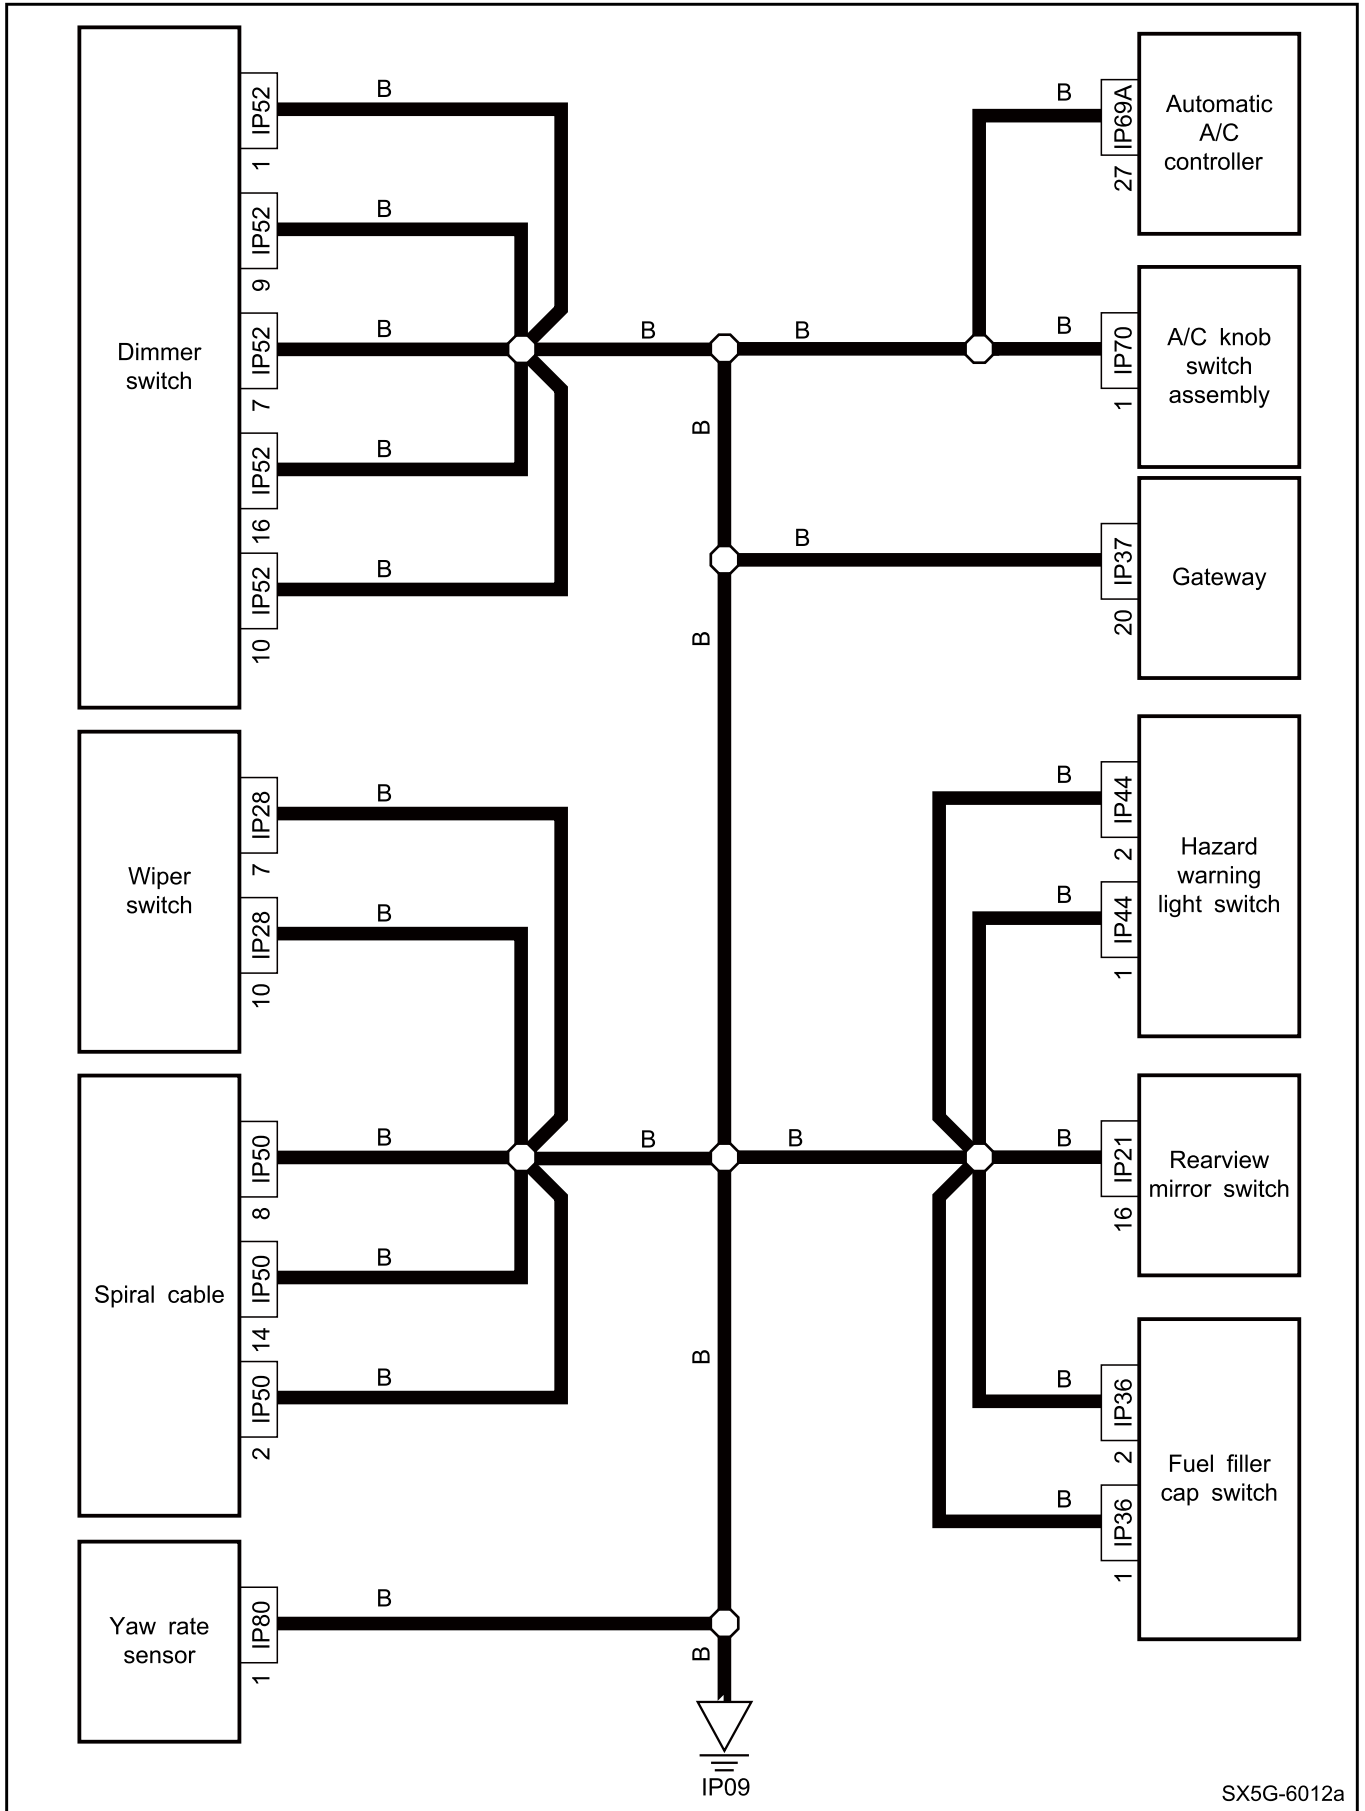 Dimmer
switch
IP52
1
B
IP52
9
B
IP52
7
B
IP52
16
B
IP52
10
B
B
B
B
B
IP69A
27
B
Automatic
A/C
controller
IP70
1
B
A/C knob
switch
assembly
B
IP37
20
Gateway
Wiper
switch
IP28
7
B
IP28
10
B
Spiral cable
IP50
8
B
IP50
14
B
IP50
2
B
B
B
B
B
IP44
2
B
IP44
1
Hazard
warning
light switch
B
IP21
16
Rearview
mirror switch
B
IP36
2
B
IP36
1
Fuel filler
cap switch
Yaw rate
sensor
IP80
1
B
B
IP09
SX5G-6012a